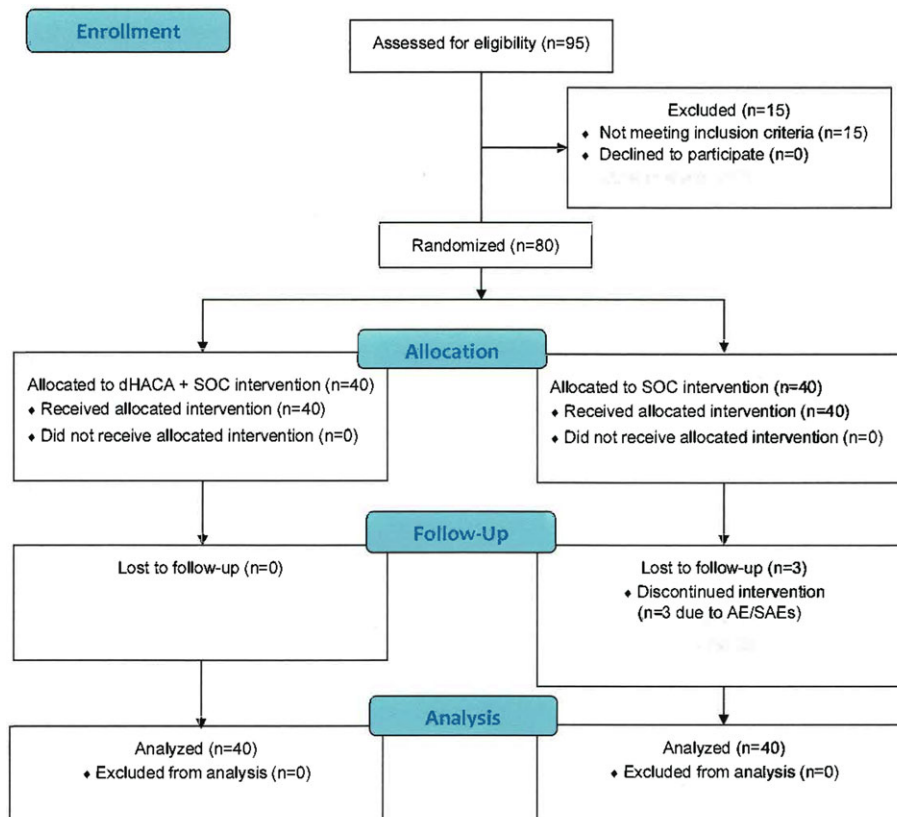 Enrollment
Assessed for eligibility (n=95)
Excluded (n=15)
♦ Not meeting inclusion criteria (n=15)
♦ Declined to participate (n=0)
Randomized (n=80)
Allocation
Allocated to dHACA + SOC intervention (n=40)
♦ Received allocated intervention (n=40)
♦ Did not receive allocated intervention (n=0)
Allocated to SOC intervention (n=40)
♦ Received allocated intervention (n=40)
♦ Did not receive allocated intervention (n=0)
Follow-Up
Lost to follow-up (n=0)
Lost to follow-up (n=3)
♦ Discontinued intervention
(n=3 due to AE/SAEs)
Analysis
Analyzed (n=40)
♦ Excluded from analysis (n=0)
Analyzed (n=40)
♦ Excluded from analysis (n=0)